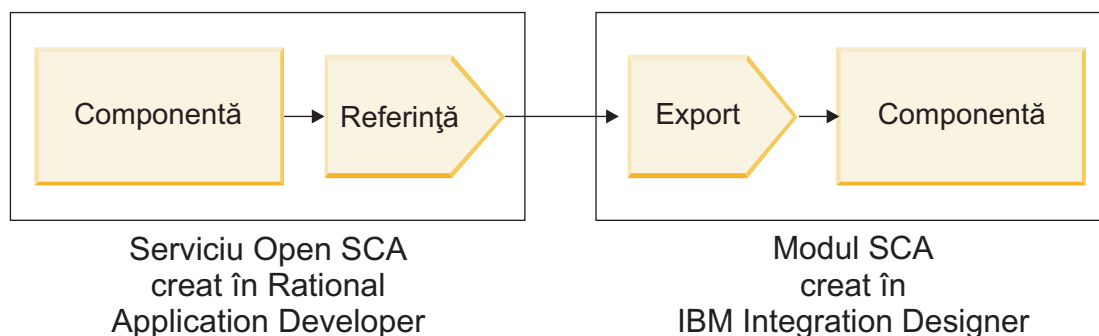 Componentă
Referinţă
Export
Componentă
Serviciu Open SCA
creat în Rational
Application Developer
Modul SCA
creat în
IBM Integration Designer